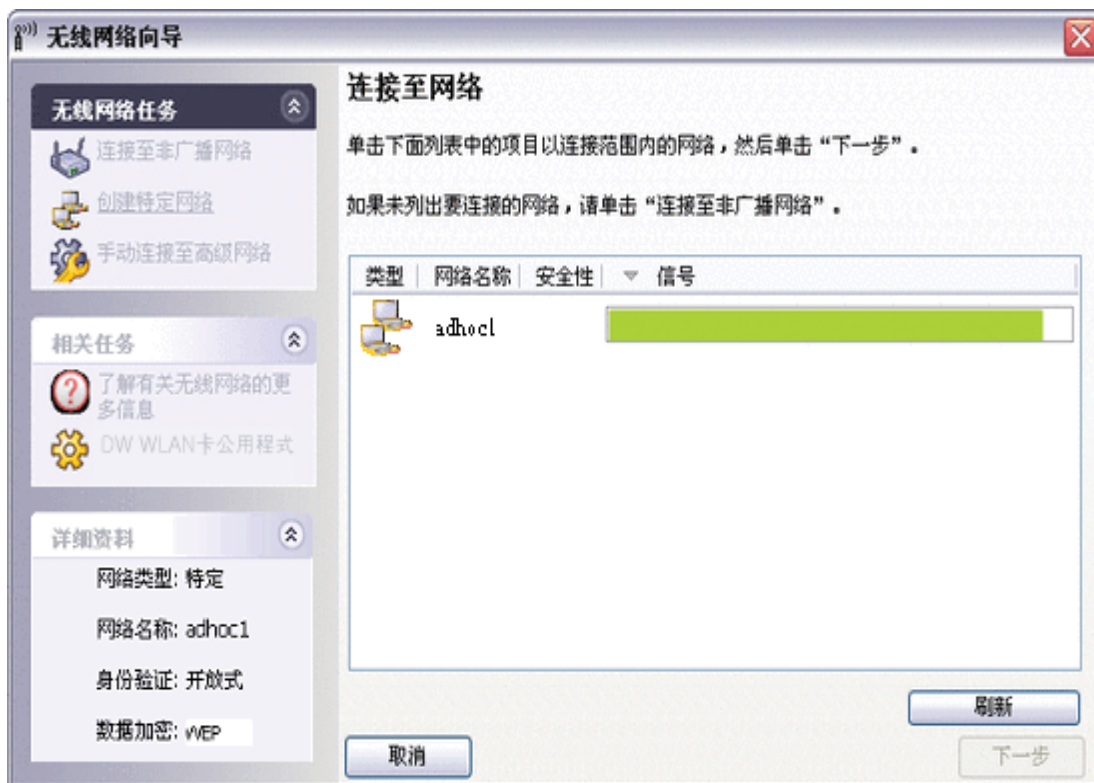 无线网络向导
无线网络任务
连接至非广播网络
创建特定网络
手动连接至高级网络
相关任务
了解有关无线网络的更
多信息
DW WLAN卡公用程式
详细资料
网络类型: 特定
网络名称: adhoc1
身份验证: 开放式
数据加密: WEP
连接至网络
单击下面列表中的项目以连接范围内的网络，然后单击“下一步”。
如果未列出要连接的网络，请单击“连接至非广播网络”。
类型 网络名称 安全性 信号
adhoc1
刷新
取消
下一步